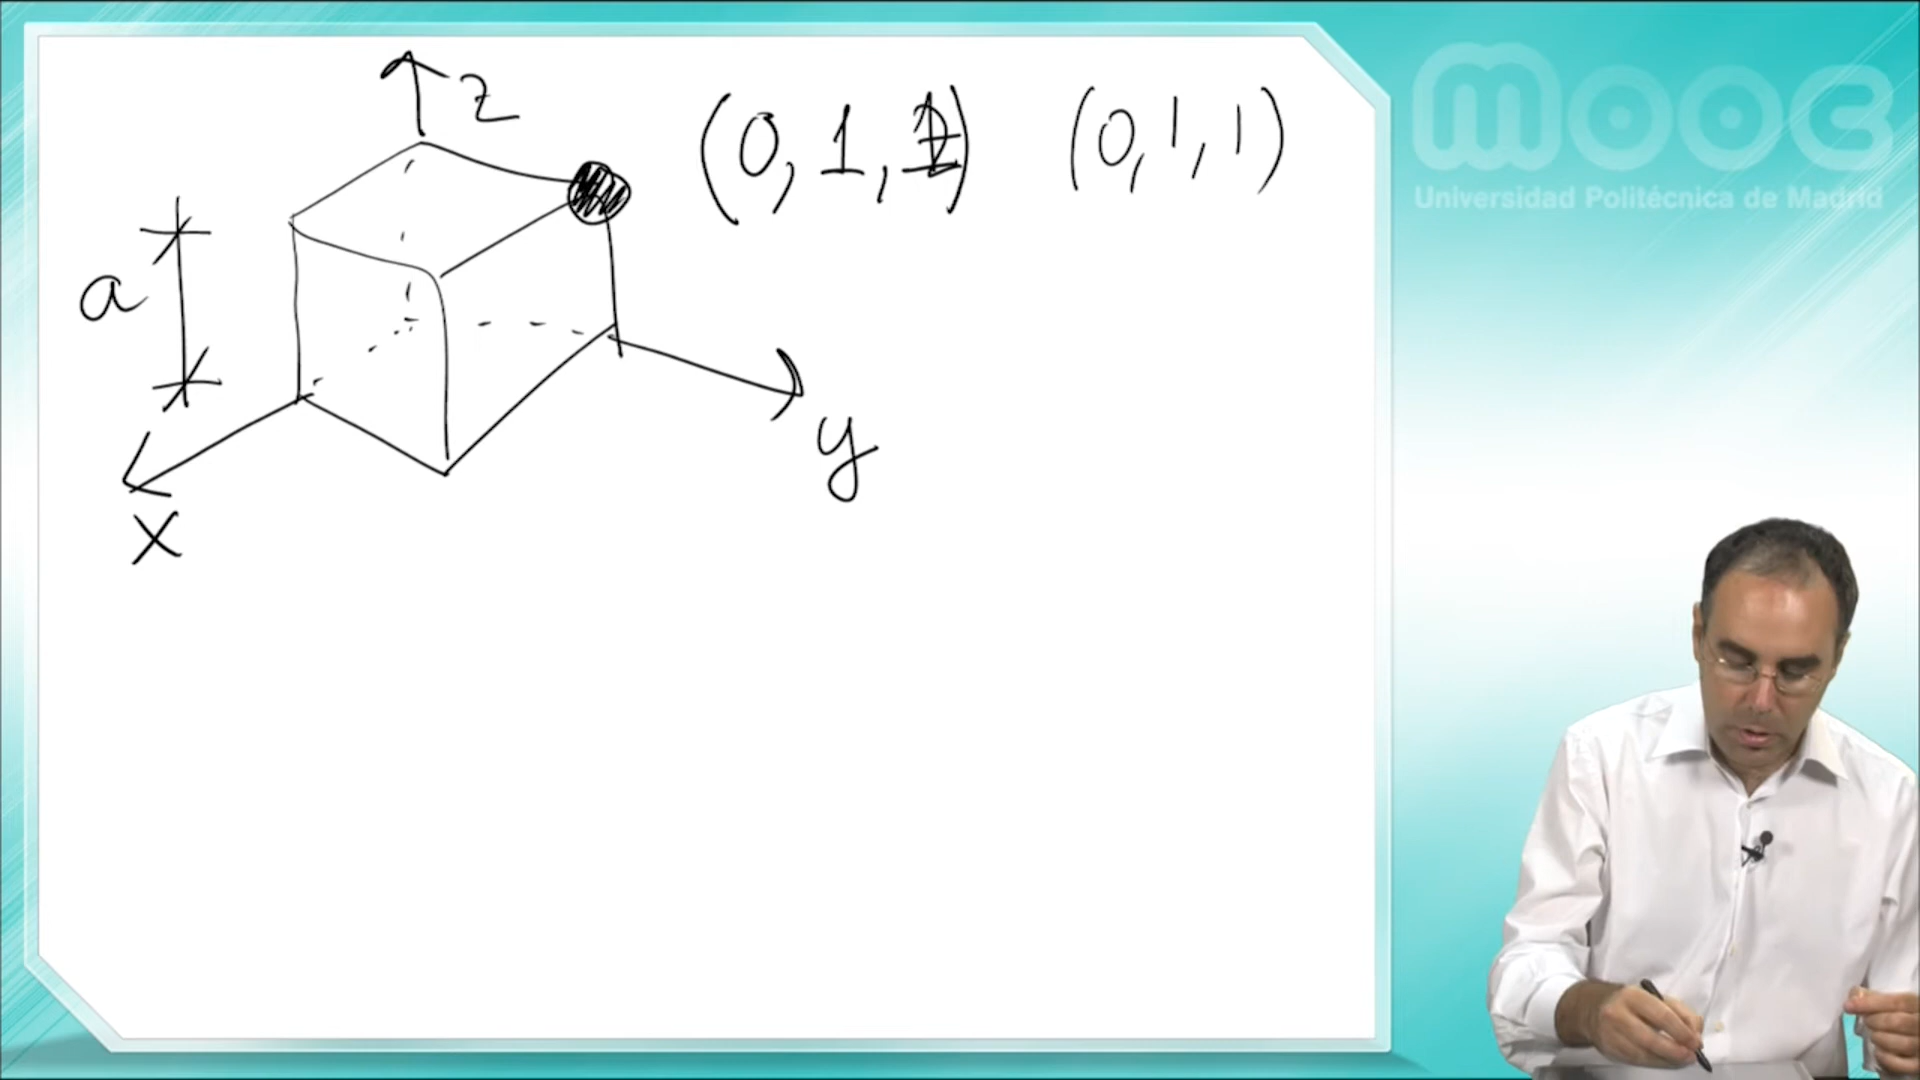 z
(0, 1, 1) (0, 1, 1)
a
y
x
mooc
Universidad Politécnica de Madrid